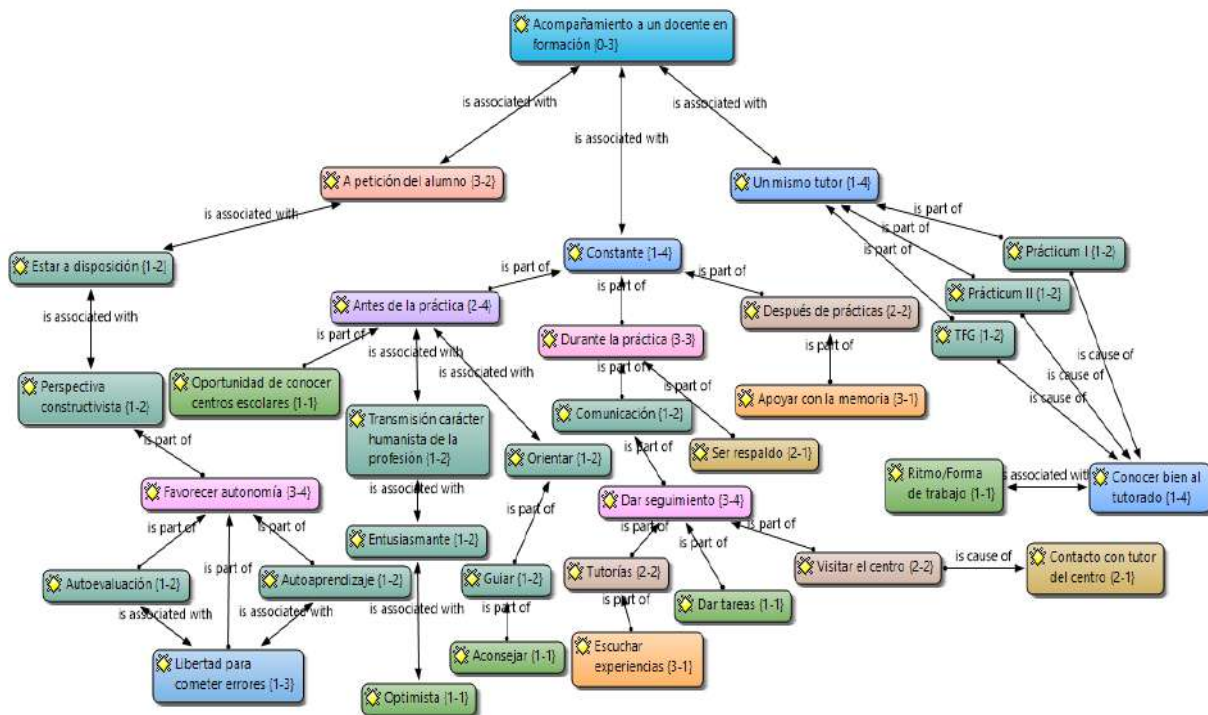 Acompañamiento a un docente en
formación {0-3}
is associated with
is associated with
is associated with
A petición del alumno {3-2}
Un mismo tutor {1-4}
is associated with
is part of
is part of
is part of
Estar a disposición {1-2}
Constante {1-4}
Prácticum I {1-2}
is part of
is part of
is part of
Prácticum II {1-2}
Antes de la práctica {2-4}
Después de prácticas {2-2}
is associated with
is part of
is associated with
is associated with
Durante la práctica {3-3}
is part of
TFG {1-2}
is cause of
is cause of
is cause of
Perspectiva
constructivista {1-2}
Oportunidad de conocer
centros escolares {1-1}
is part of
is part of
Apoyar con la memoria {3-1}
Transmisión carácter
humanista de la
profesión {1-2}
Comunicación {1-2}
is part of
Orientar {1-2}
Ser respaldo {2-1}
is part of
Ritmo/Forma
de trabajo {1-1}
is associated with
Conocer bien al
tutorado {1-4}
Favorecer autonomía {3-4}
is associated with
Dar seguimiento {3-4}
is part of
is part of
is part of
Entusiasmante {1-2}
is part of
is part of
is part of
is part of
Autoevaluación {1-2}
Autoaprendizaje {1-2}
Guiar {1-2}
Tutorías {2-2}
Visitar el centro {2-2}
is cause of
Contacto con tutor
del centro {2-1}
is associated with
is associated with
is associated with
is part of
is part of
Dar tareas {1-1}
Libertad para
cometer errores {1-3}
Aconsejar {1-1}
Escuchar
experiencias {3-1}
Optimista {1-1}